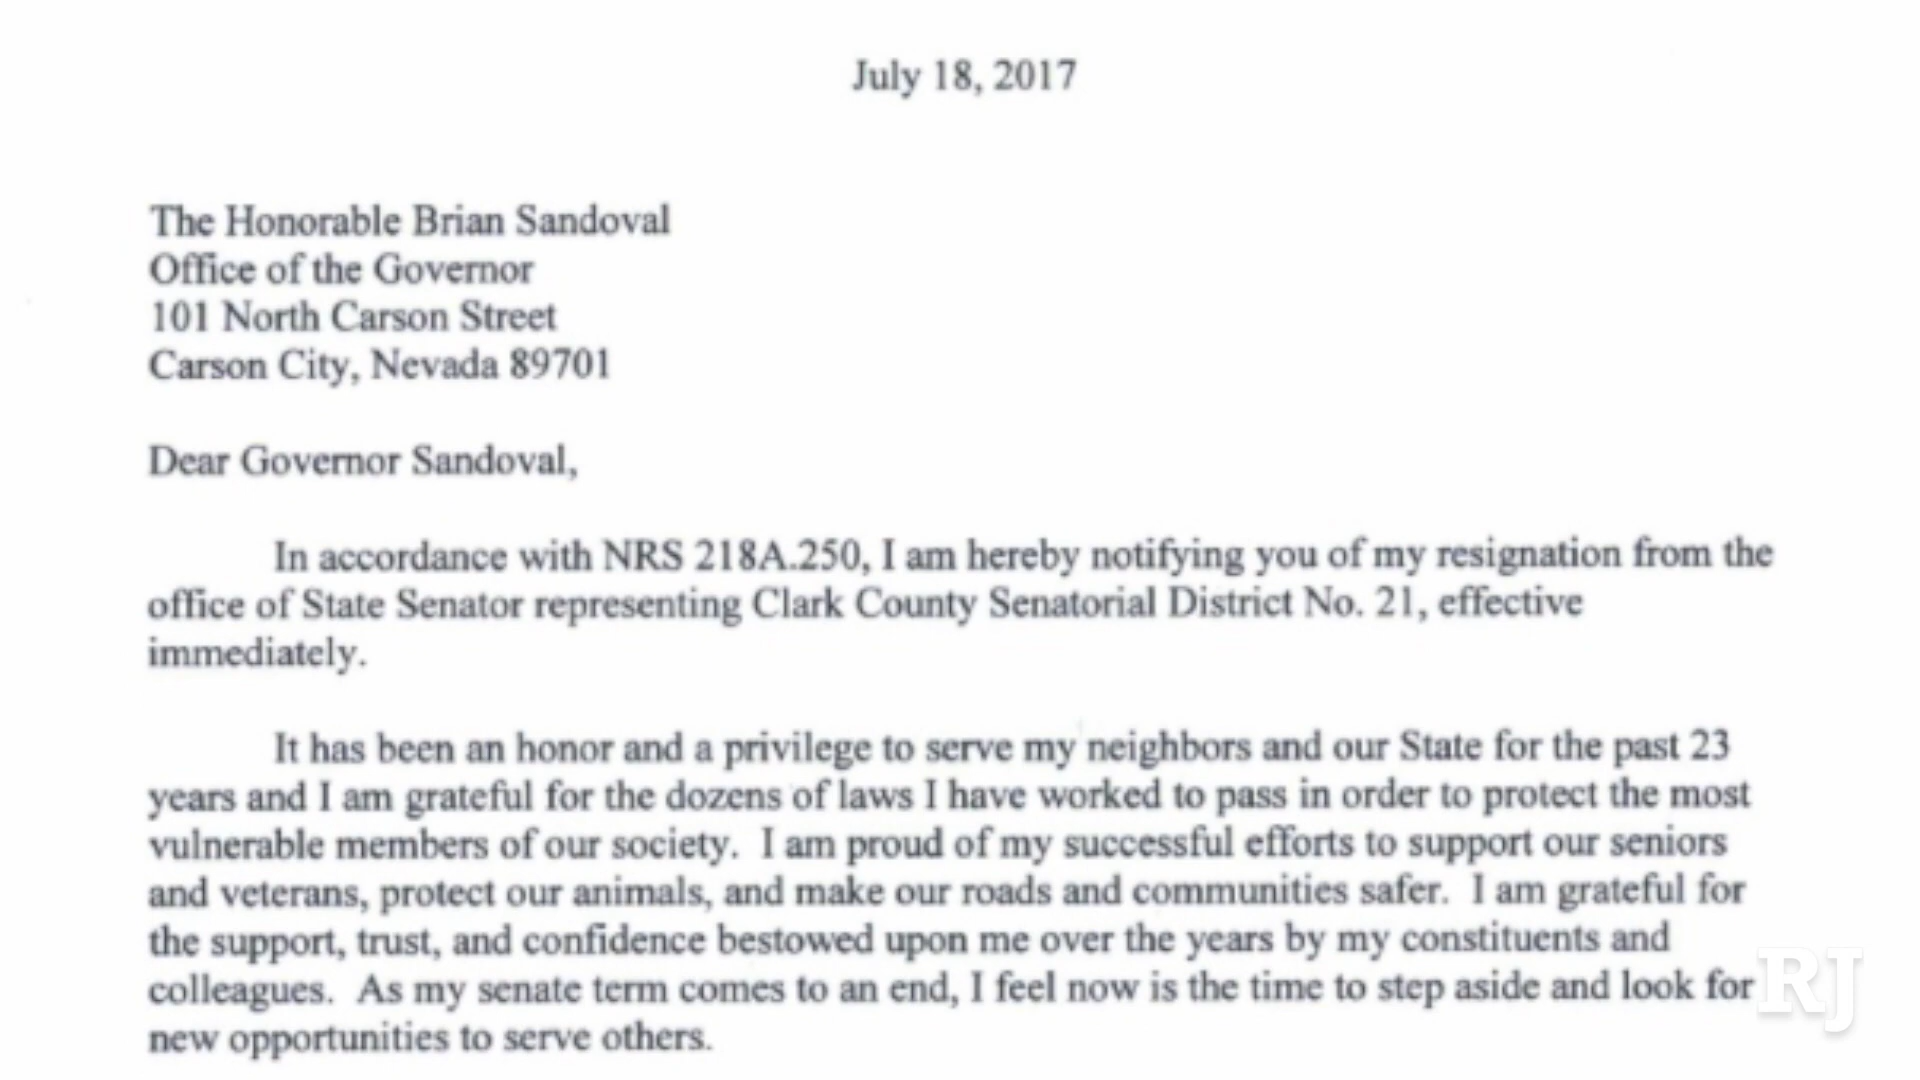 July 18, 2017
The Honorable Brian Sandoval
Office of the Governor
101 North Carson Street
Carson City, Nevada 89701
Dear Governor Sandoval,
In accordance with NRS 218A.250, I am hereby notifying you of my resignation from the
office of State Senator representing Clark County Senatorial District No. 21, effective
immediately.
It has been an honor and a privilege to serve my neighbors and our State for the past 23
years and I am grateful for the dozens of laws I have worked to pass in order to protect the most
vulnerable members of our society.  I am proud of my successful efforts to support our seniors
and veterans, protect our animals, and make our roads and communities safer.  I am grateful for
the support, trust, and confidence bestowed upon me over the years by my constituents and
colleagues.  As my senate term comes to an end, I feel now is the time to step aside and look for
new opportunities to serve others.
RJ